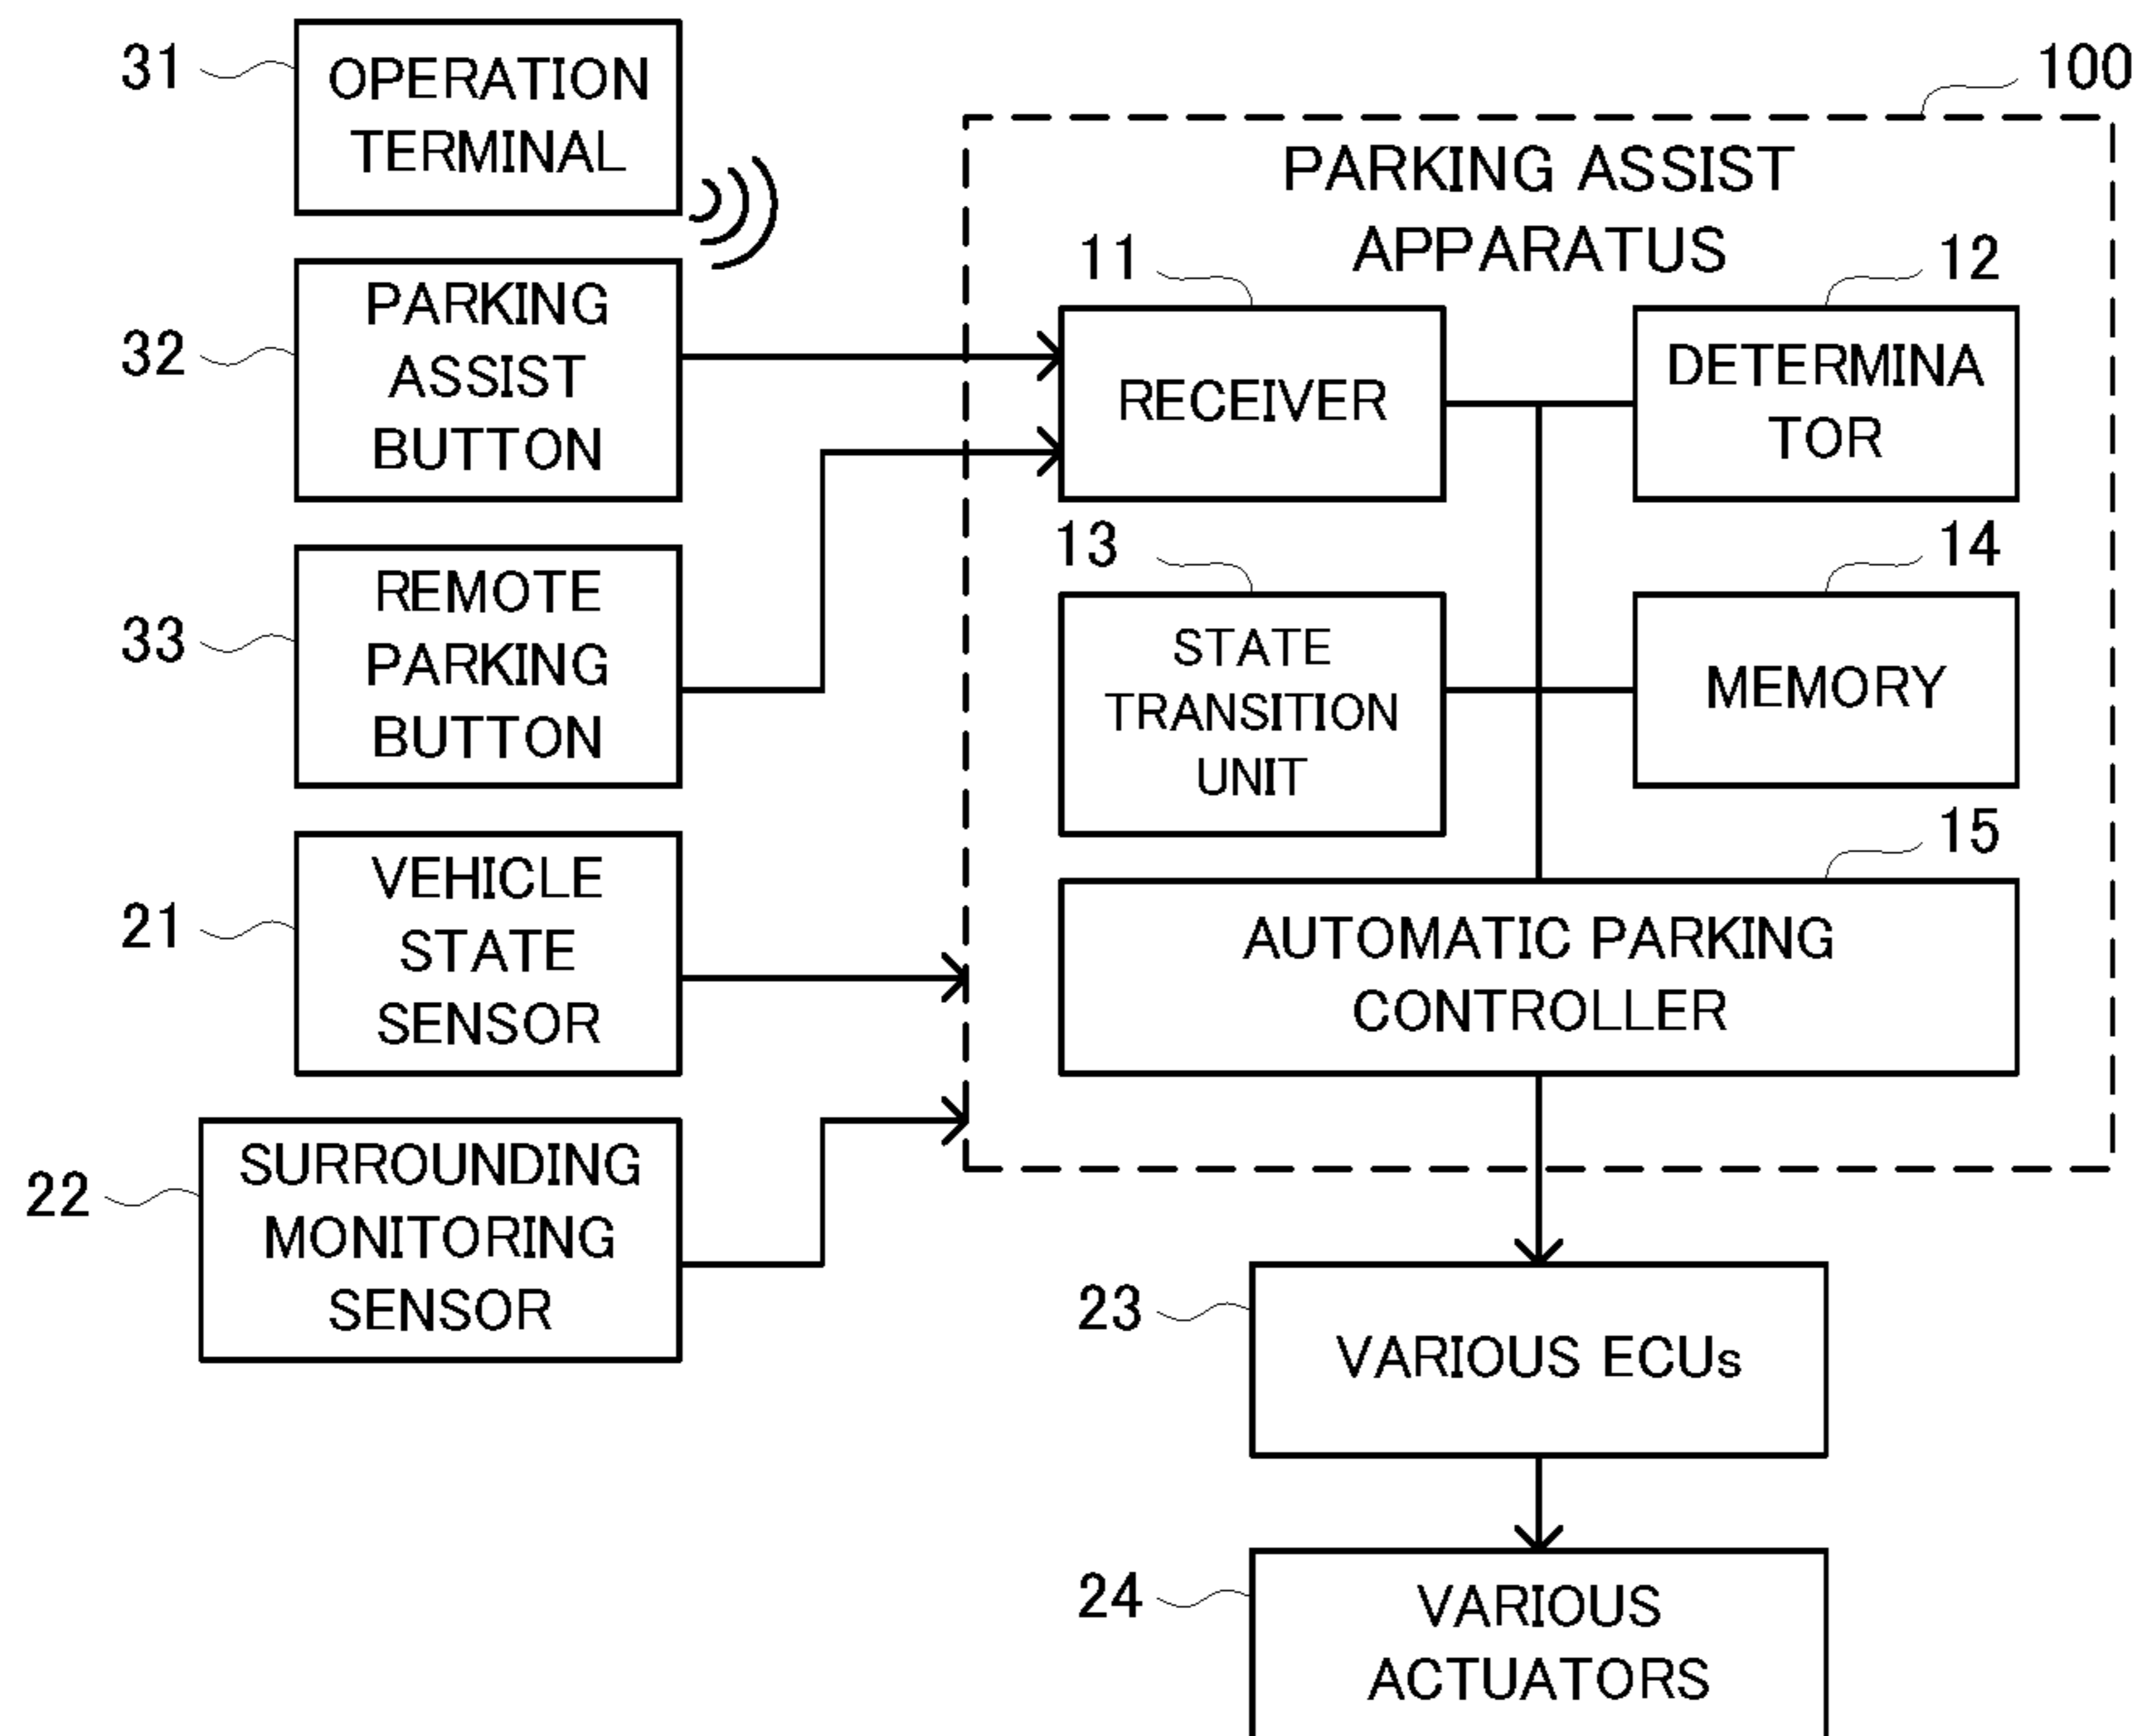 31
OPERATION
TERMINAL
100
PARKING ASSIST
APPARATUS
32
PARKING
ASSIST
BUTTON
11
RECEIVER
12
DETERMINA
TOR
33
REMOTE
PARKING
BUTTON
13
STATE
TRANSITION
UNIT
14
MEMORY
21
VEHICLE
STATE
SENSOR
15
AUTOMATIC PARKING
CONTROLLER
22
SURROUNDING
MONITORING
SENSOR
23
VARIOUS ECUs
24
VARIOUS
ACTUATORS